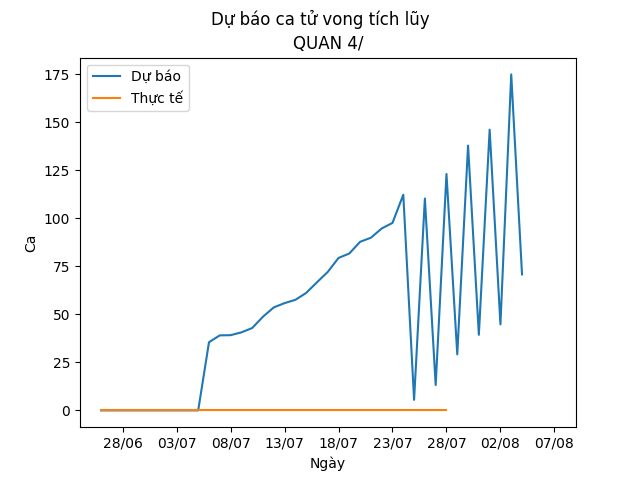 Dự báo ca tử vong tích lũy
QUAN 4/
Dự báo
Thực tế
175
150
125
100
75
50
25
0
Ca
28/06 03/07 08/07 13/07 18/07 23/07 28/07 02/08 07/08
Ngày